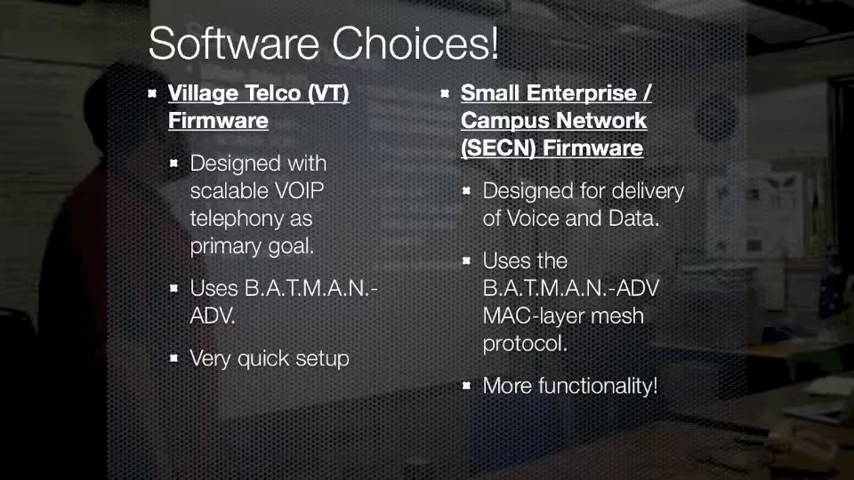 Software Choices!
Village Telco (VT)
Firmware
Designed with
scalable VOIP
telephony as
primary goal.
Uses B.A.T.M.A.N.-
ADV.
Very quick setup
Small Enterprise /
Campus Network
(SECN) Firmware
Designed for delivery
of Voice and Data.
Uses the
B.A.T.M.A.N.-ADV
MAC-layer mesh
protocol.
More functionality!